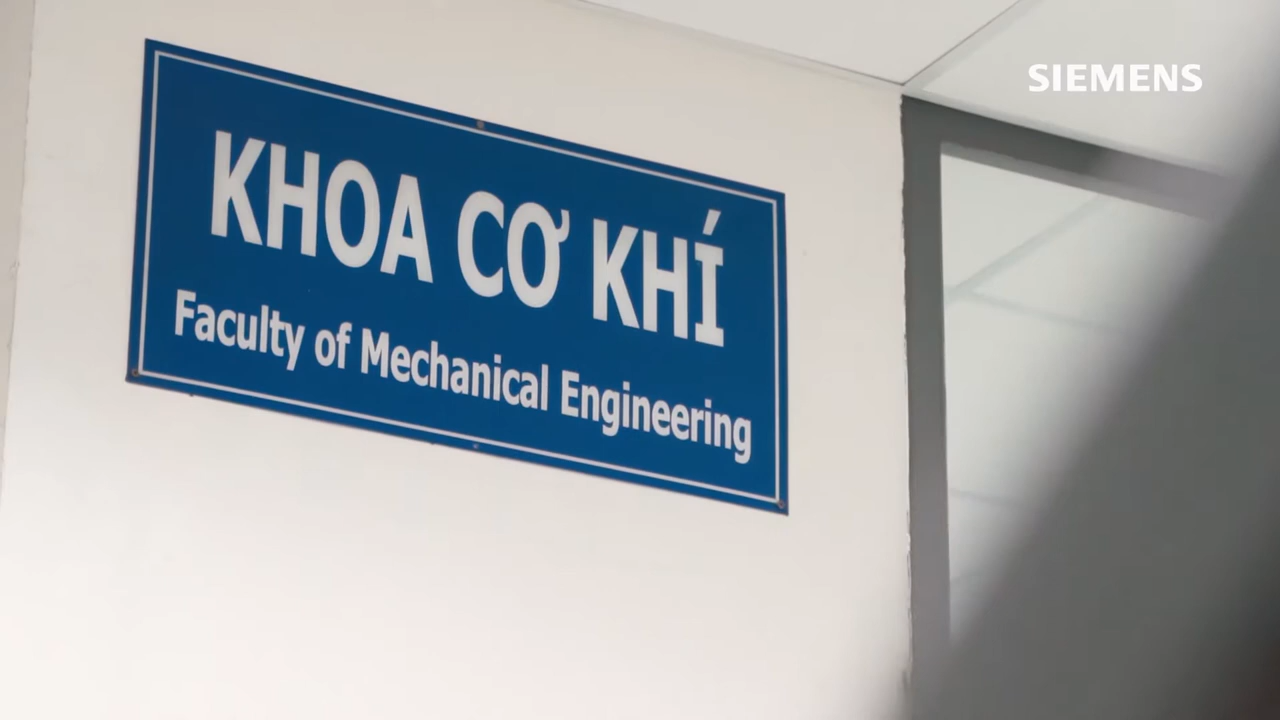 SIEMENS
KHOA CƠ KHÍ
Faculty of Mechanical Engineering